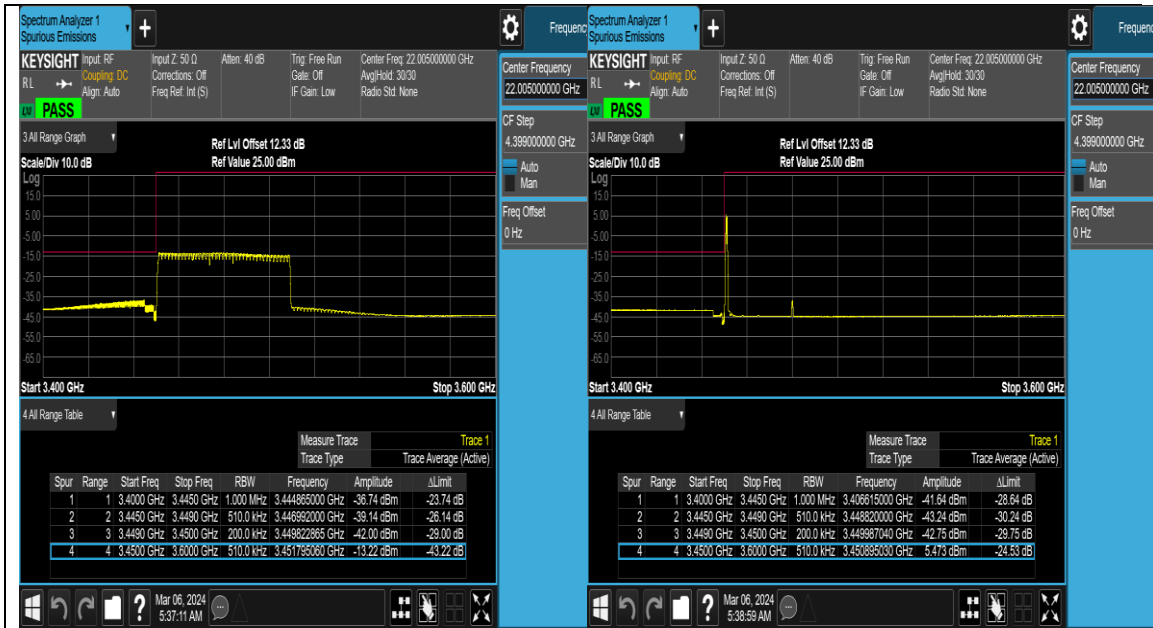 Spectrum Analyzer 1
Spurious Emissions
+
Frequenc
KEYSIGHT Input: RF Input Z: 50 Ω Atten: 40 dB Trig: Free Run Center Freq: 22.005000000 GHz
RL Coupling: DC Corrections: Off Gate: Off Avg|Hold: 30/30
Align: Auto Freq Ref: Int (S) IF Gain: Low Radio Std: None
PASS
Center Frequency
22.005000000 GHz
CF Step
4.399000000 GHz
Auto
Man
Freq Offset
0 Hz
3 All Range Graph
Ref Lvl Offset 12.33 dB
Scale/Div 10.0 dB Ref Value 25.00 dBm
Log
15.0
5.00
-5.00
-15.0
-25.0
-35.0
-45.0
-55.0
-65.0
Start 3.400 GHz Stop 3.600 GHz
4 All Range Table
Measure Trace Trace 1
Trace Type Trace Average (Active)
Spur Range Start Freq Stop Freq RBW Frequency Amplitude ΔLimit
1 1 3.4000 GHz 3.4450 GHz 1.000 MHz 3.444865000 GHz -36.74 dBm -23.74 dB
2 2 3.4450 GHz 3.4490 GHz 510.0 kHz 3.446992000 GHz -39.14 dBm -26.14 dB
3 3 3.4490 GHz 3.4500 GHz 200.0 kHz 3.449822865 GHz -42.00 dBm -29.00 dB
4 4 3.4500 GHz 3.6000 GHz 510.0 kHz 3.451795060 GHz -13.22 dBm -43.22 dB
?
Mar 06, 2024
5:37:11 AM
Spectrum Analyzer 1
Spurious Emissions
+
Frequenc
KEYSIGHT Input: RF Input Z: 50 Ω Atten: 40 dB Trig: Free Run Center Freq: 22.005000000 GHz
RL Coupling: DC Corrections: Off Gate: Off Avg|Hold: 30/30
Align: Auto Freq Ref: Int (S) IF Gain: Low Radio Std: None
PASS
Center Frequency
22.005000000 GHz
CF Step
4.399000000 GHz
Auto
Man
Freq Offset
0 Hz
3 All Range Graph
Ref Lvl Offset 12.33 dB
Scale/Div 10.0 dB Ref Value 25.00 dBm
Log
15.0
5.00
-5.00
-15.0
-25.0
-35.0
-45.0
-55.0
-65.0
Start 3.400 GHz Stop 3.600 GHz
4 All Range Table
Measure Trace Trace 1
Trace Type Trace Average (Active)
Spur Range Start Freq Stop Freq RBW Frequency Amplitude ΔLimit
1 1 3.4000 GHz 3.4450 GHz 1.000 MHz 3.406615000 GHz -41.64 dBm -28.64 dB
2 2 3.4450 GHz 3.4490 GHz 510.0 kHz 3.448820000 GHz -43.24 dBm -30.24 dB
3 3 3.4490 GHz 3.4500 GHz 200.0 kHz 3.449987040 GHz -42.75 dBm -29.75 dB
4 4 3.4500 GHz 3.6000 GHz 510.0 kHz 3.450895030 GHz 5.473 dBm -24.53 dB
?
Mar 06, 2024
5:38:59 AM